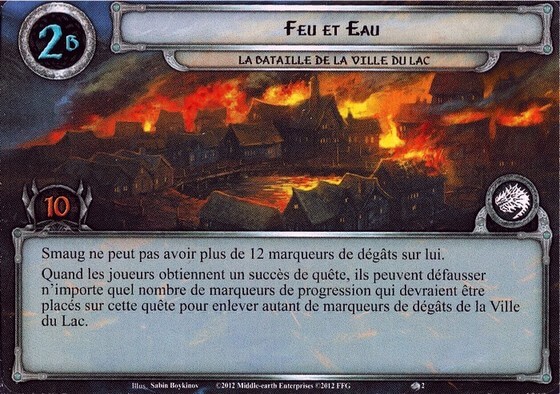 2B
FEU ET EAU
LA BATAILLE DE LA VILLE DU LAC
10
Smaug ne peut pas avoir plus de 12 marqueurs de dégâts sur lui.
Quand les joueurs obtiennent un succès de quête, ils peuvent défausser
n'importe quel nombre de marqueurs de progression qui devraient être
placés sur cette quête pour enlever autant de marqueurs de dégâts de la Ville
du Lac.
Illus. Sabin Boykinov ©2012 Middle-earth Enterprises ©2012 FFG 2